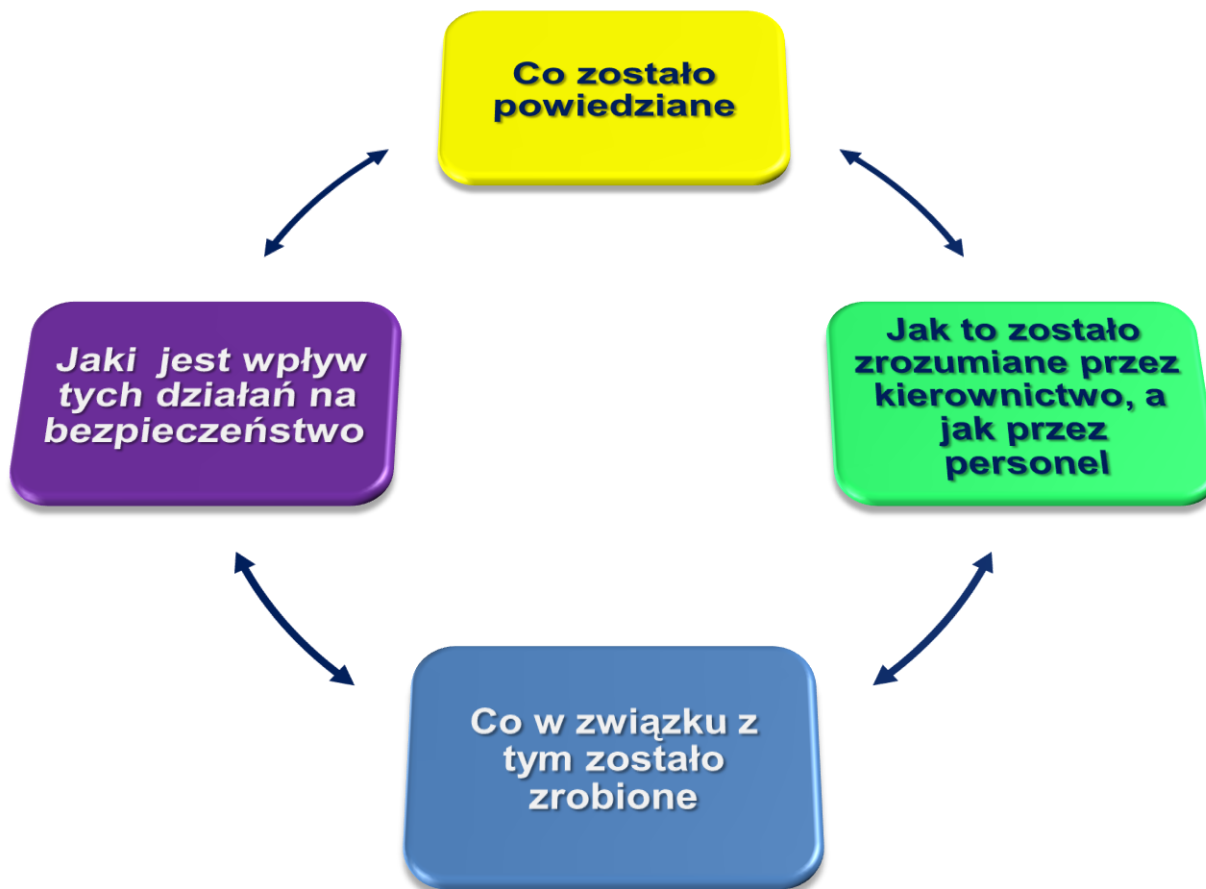 Co zostało
powiedziane
Jaki  jest wpływ
tych działań na
bezpieczeństwo
Jak to zostało
zrozumiane przez
kierownictwo, a
jak przez
personel
Co w związku z
tym zostało
zrobione